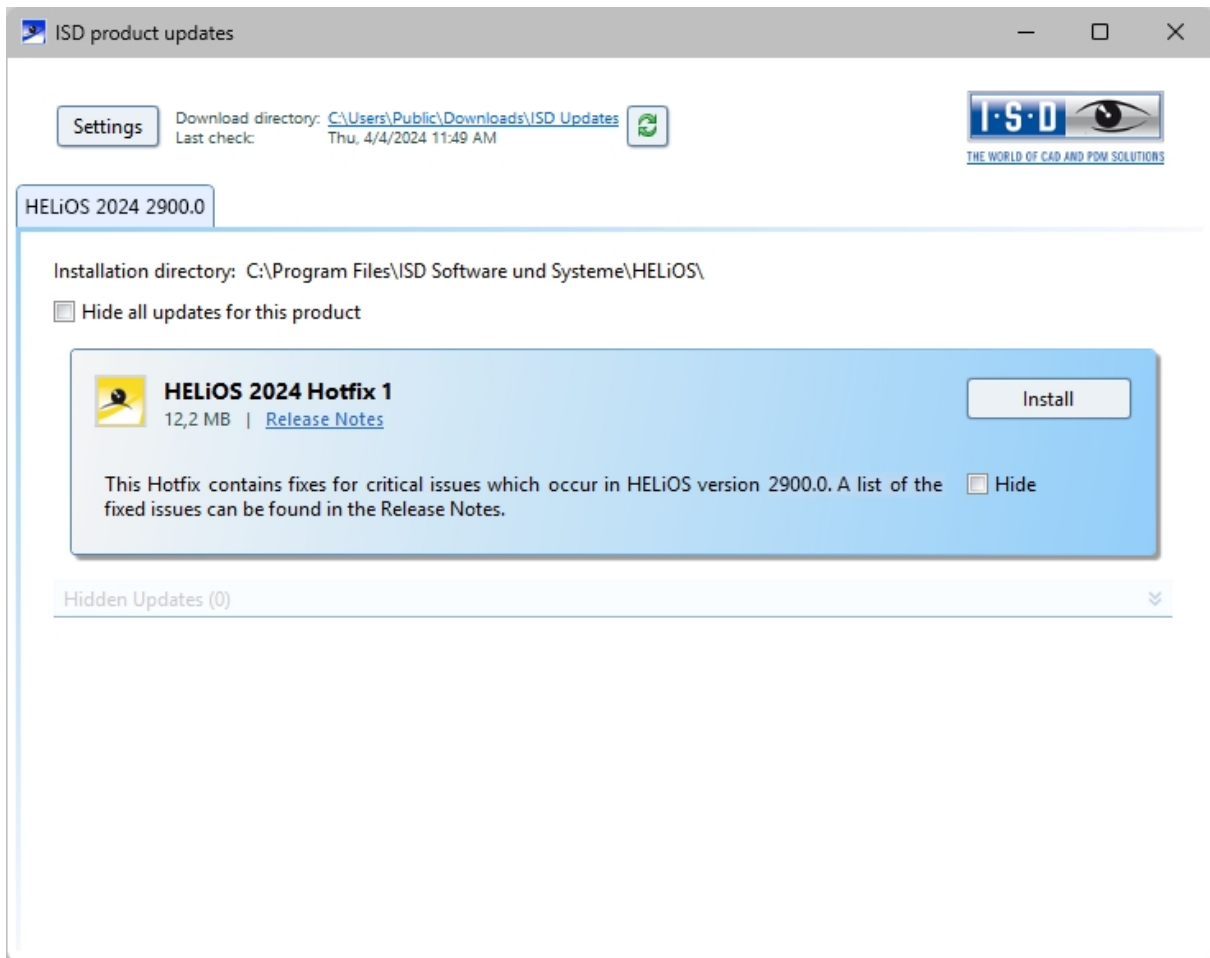 ISD product updates
Settings
Download directory: C:\Users\Public\Downloads\ISD Updates
Last check: Thu, 4/4/2024 11:49 AM
I·S·D
THE WORLD OF CAD AND PDM SOLUTIONS
HELiOS 2024 2900.0
Installation directory: C:\Program Files\ISD Software und Systeme\HELiOS\
Hide all updates for this product
HELiOS 2024 Hotfix 1
Install
12,2 MB | Release Notes
This Hotfix contains fixes for critical issues which occur in HELiOS version 2900.0. A list of the
Hide
fixed issues can be found in the Release Notes.
Hidden Updates (0)